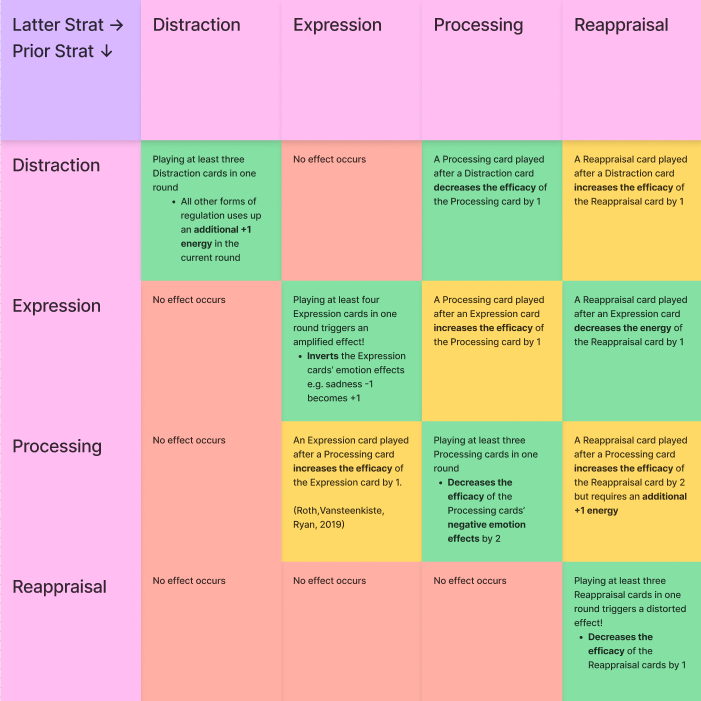 Latter Strat →
Prior Strat ↓
Distraction
Expression
Processing
Reappraisal
Distraction
Playing at least three
Distraction cards in one
round
• All other forms of
regulation uses up
an additional +1
energy in the
current round
No effect occurs
A Processing card played
after a Distraction card
decreases the efficacy of
the Processing card by 1
A Reappraisal card played
after a Distraction card
increases the efficacy of
the Reappraisal card by 1
Expression
No effect occurs
Playing at least four
Expression cards in one
round triggers an
amplified effect!
• Inverts the Expression
cards' emotion effects
e.g. sadness -1
becomes +1
A Processing card played
after an Expression card
increases the efficacy of
the Processing card by 1
A Reappraisal card played
after an Expression card
decreases the energy of
the Reappraisal card by 1
Processing
No effect occurs
An Expression card played
after a Processing card
increases the efficacy of
the Expression card by 1.
(Roth,Vansteenkiste,
Ryan, 2019)
Playing at least three
Processing cards in one
round
• Decreases the
efficacy of the
Processing cards'
negative emotion
effects by 2
A Reappraisal card played
after a Processing card
increases the efficacy of
the Reappraisal card by 2
but requires an additional
+1 energy
Reappraisal
No effect occurs
No effect occurs
No effect occurs
Playing at least three
Reappraisal cards in one
round triggers a distorted
effect!
• Decreases the
efficacy of the
Reappraisal cards by 1